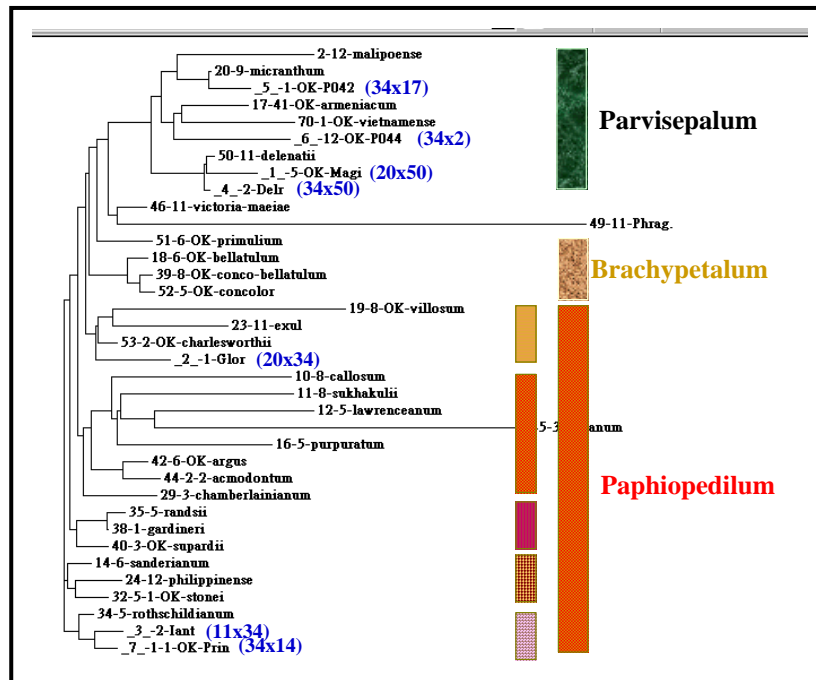 2-12-malipoense
20-9-micranthum
_5_-1-OK-P042 (34x17)
17-41-OK-armeniacum
70-1-OK-vietnamense
_6_-12-OK-P044 (34x2)
Parvisepalum
50-11-delenatii
_1_-5-OK-Magi (20x50)
_4_-2-Delr (34x50)
46-11-victoria-maeiae
49-11-Phrag.
51-6-OK-primulium
18-6-OK-bellatulum
39-8-OK-conco-bellatulum
52-5-OK-concolor
Brachypetalum
19-8-OK-villosum
23-11-exul
53-2-OK-charlesworthii
_2_-1-Glor (20x34)
10-8-callosum
11-8-sukhakulii
12-5-lawrenceanum
5-3 anum
16-5-purpuratum
42-6-OK-argus
44-2-2-acmodontum
29-3-chamberlainianum
Paphiopedilum
35-5-randsii
38-1-gardineri
40-3-OK-supardii
14-6-sanderianum
24-12-philippinense
32-5-1-OK-stonei
34-5-rothschildianum
_3_-2-Iant (11x34)
_7_-1-1-OK-Prin (34x14)